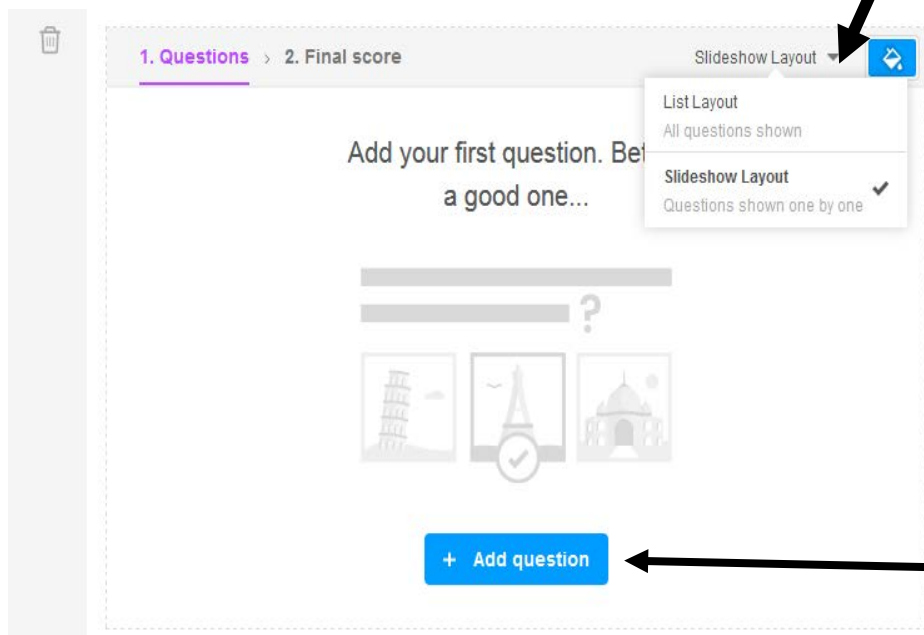 1. Questions > 2. Final score
Slideshow Layout
List Layout
All questions shown
Slideshow Layout
Questions shown one by one
Add your first question. Bet
a good one...
?
+ Add question